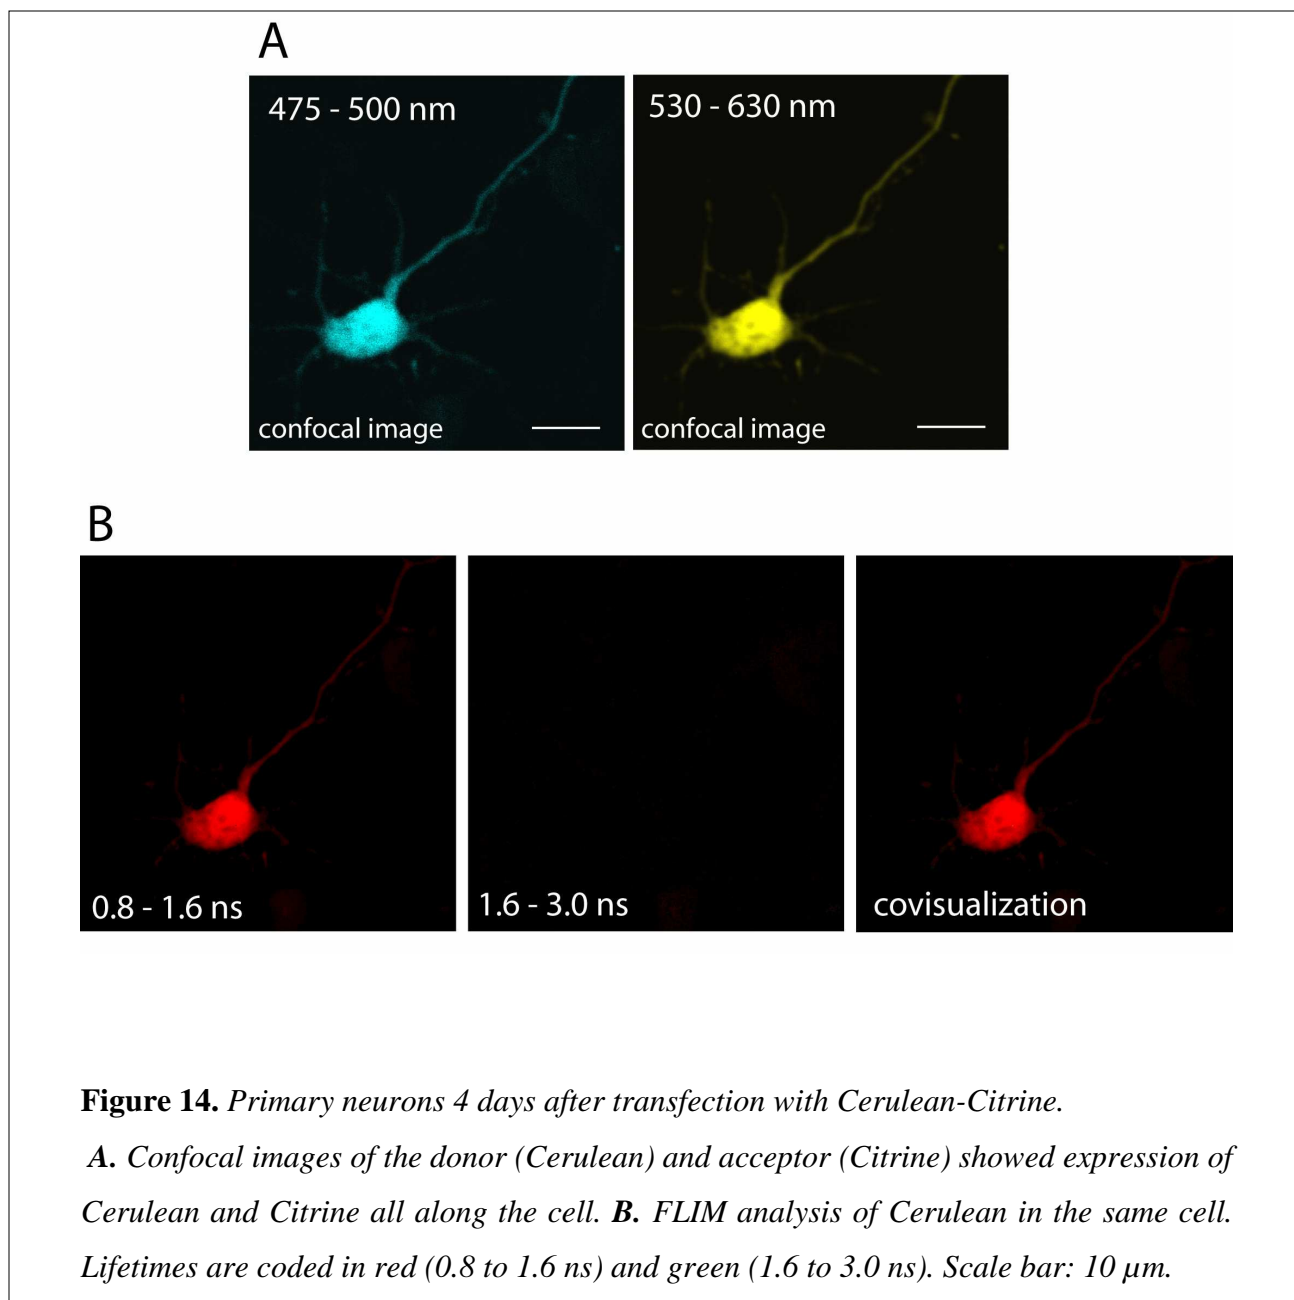 A
475 - 500 nm
530 - 630 nm
confocal image
confocal image
B
0.8 - 1.6 ns
1.6 - 3.0 ns
covisualization
Figure 14. Primary neurons 4 days after transfection with Cerulean-Citrine.
A. Confocal images of the donor (Cerulean) and acceptor (Citrine) showed expression of
Cerulean and Citrine all along the cell. B. FLIM analysis of Cerulean in the same cell.
Lifetimes are coded in red (0.8 to 1.6 ns) and green (1.6 to 3.0 ns). Scale bar: 10 µm.